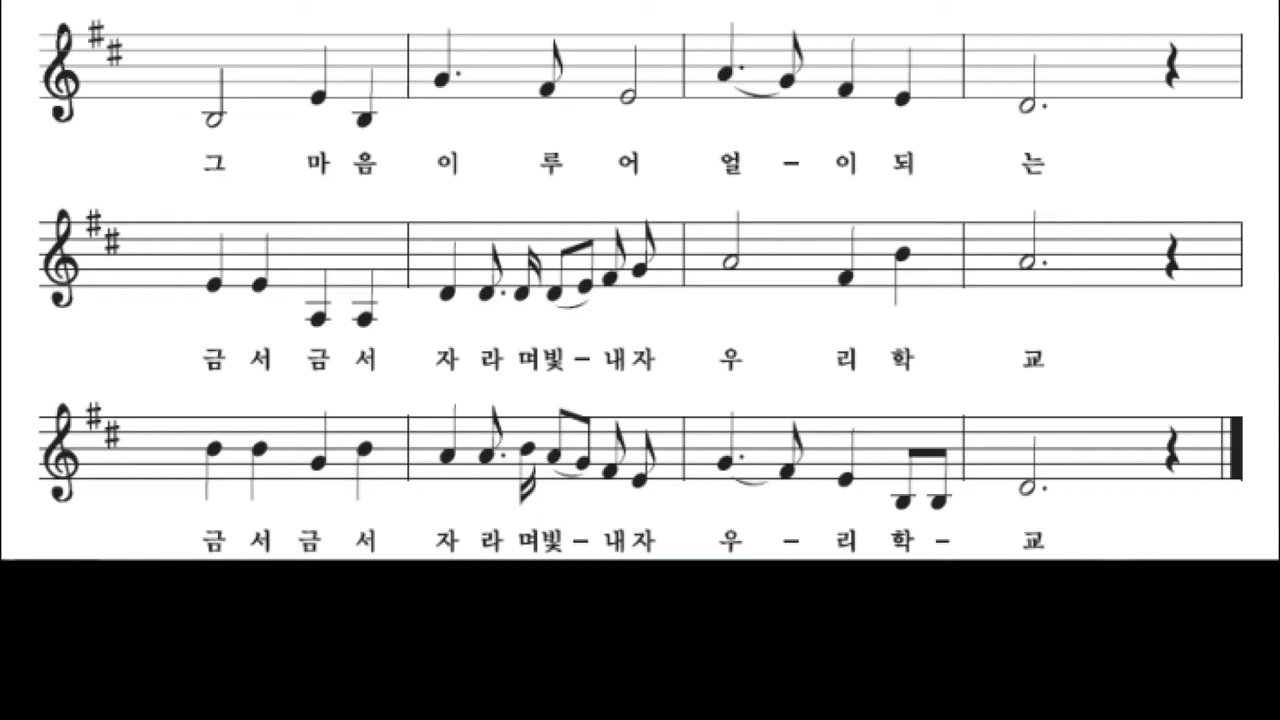 그 마 음 이 루 어 얼 - 이 되 는
금 서 금 서 자 라 며 빛 - 내 자 우 리 학 교
금 서 금 서 자 라 며 빛 - 내 자 우 - 리 학 - 교